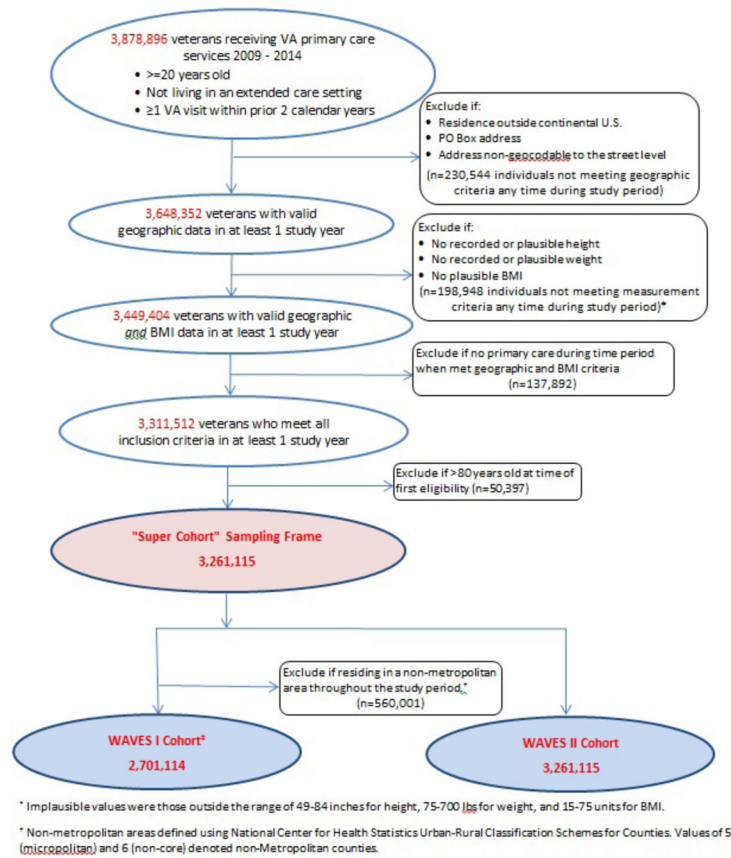 3,878,896 veterans receiving VA primary care
services 2009 - 2014
• >=20 years old
• Not living in an extended care setting
• ≥1 VA visit within prior 2 calendar years
Exclude if:
• Residence outside continental U.S.
• PO Box address
• Address non-geocodable to the street level
(n=230,544 individuals not meeting geographic
criteria any time during study period)
3,648,352 veterans with valid
geographic data in at least 1 study year
Exclude if:
• No recorded or plausible height
• No recorded or plausible weight
• No plausible BMI
(n=198,948 individuals not meeting measurement
criteria any time during study period)*
3,449,404 veterans with valid geographic
and BMI data in at least 1 study year
Exclude if no primary care during time period
when met geographic and BMI criteria
(n=137,892)
3,311,512 veterans who meet all
inclusion criteria in at least 1 study year
Exclude if >80 years old at time of
first eligibility (n=50,397)
"Super Cohort" Sampling Frame
3,261,115
Exclude if residing in a non-metropolitan
area throughout the study period,⁺
(n=560,001)
WAVES I Cohort‡
2,701,114
WAVES II Cohort
3,261,115
* Implausible values were those outside the range of 49-84 inches for height, 75-700 lbs for weight, and 15-75 units for BMI.
⁺ Non-metropolitan areas defined using National Center for Health Statistics Urban-Rural Classification Schemes for Counties. Values of 5
(micropolitan) and 6 (non-core) denoted non-Metropolitan counties.